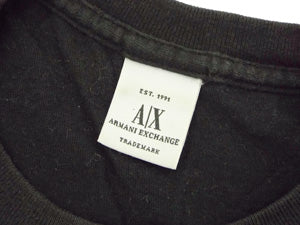 EST. 1991
A|X
ARMANI EXCHANGE
TRADEMARK